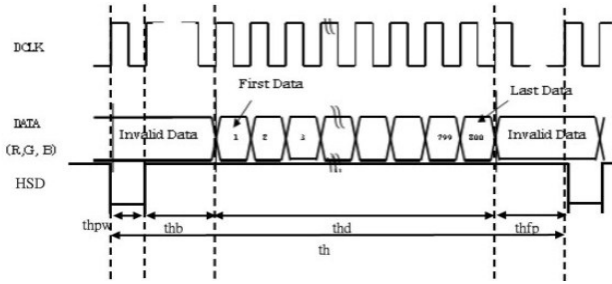 DCLK
First Data
Last Data
DATA
(R,G, B)
Invalid Data
1 2 3 799 800
Invalid Data
HSD
thpw
thb
thd
thfp
th